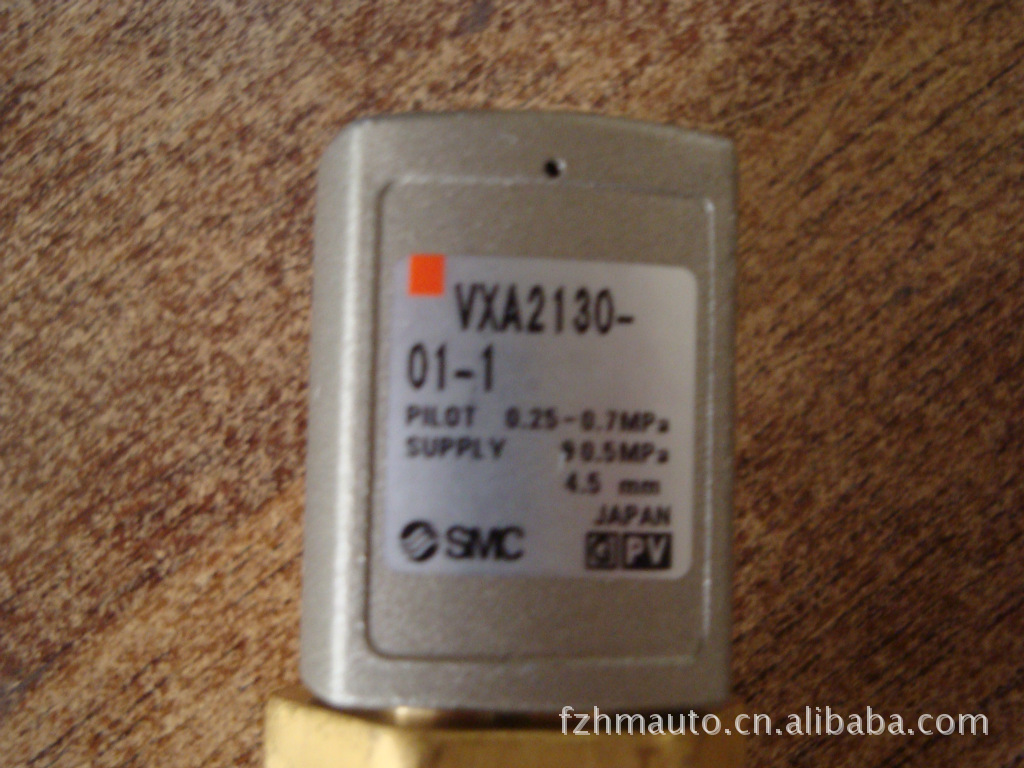 VXA2130-
01-1
PILOT 0.25-0.7MPa
SUPPLY 0.5MPa
4.5 mm
JAPAN
SMC PV
fzhmauto.cn.alibaba.com